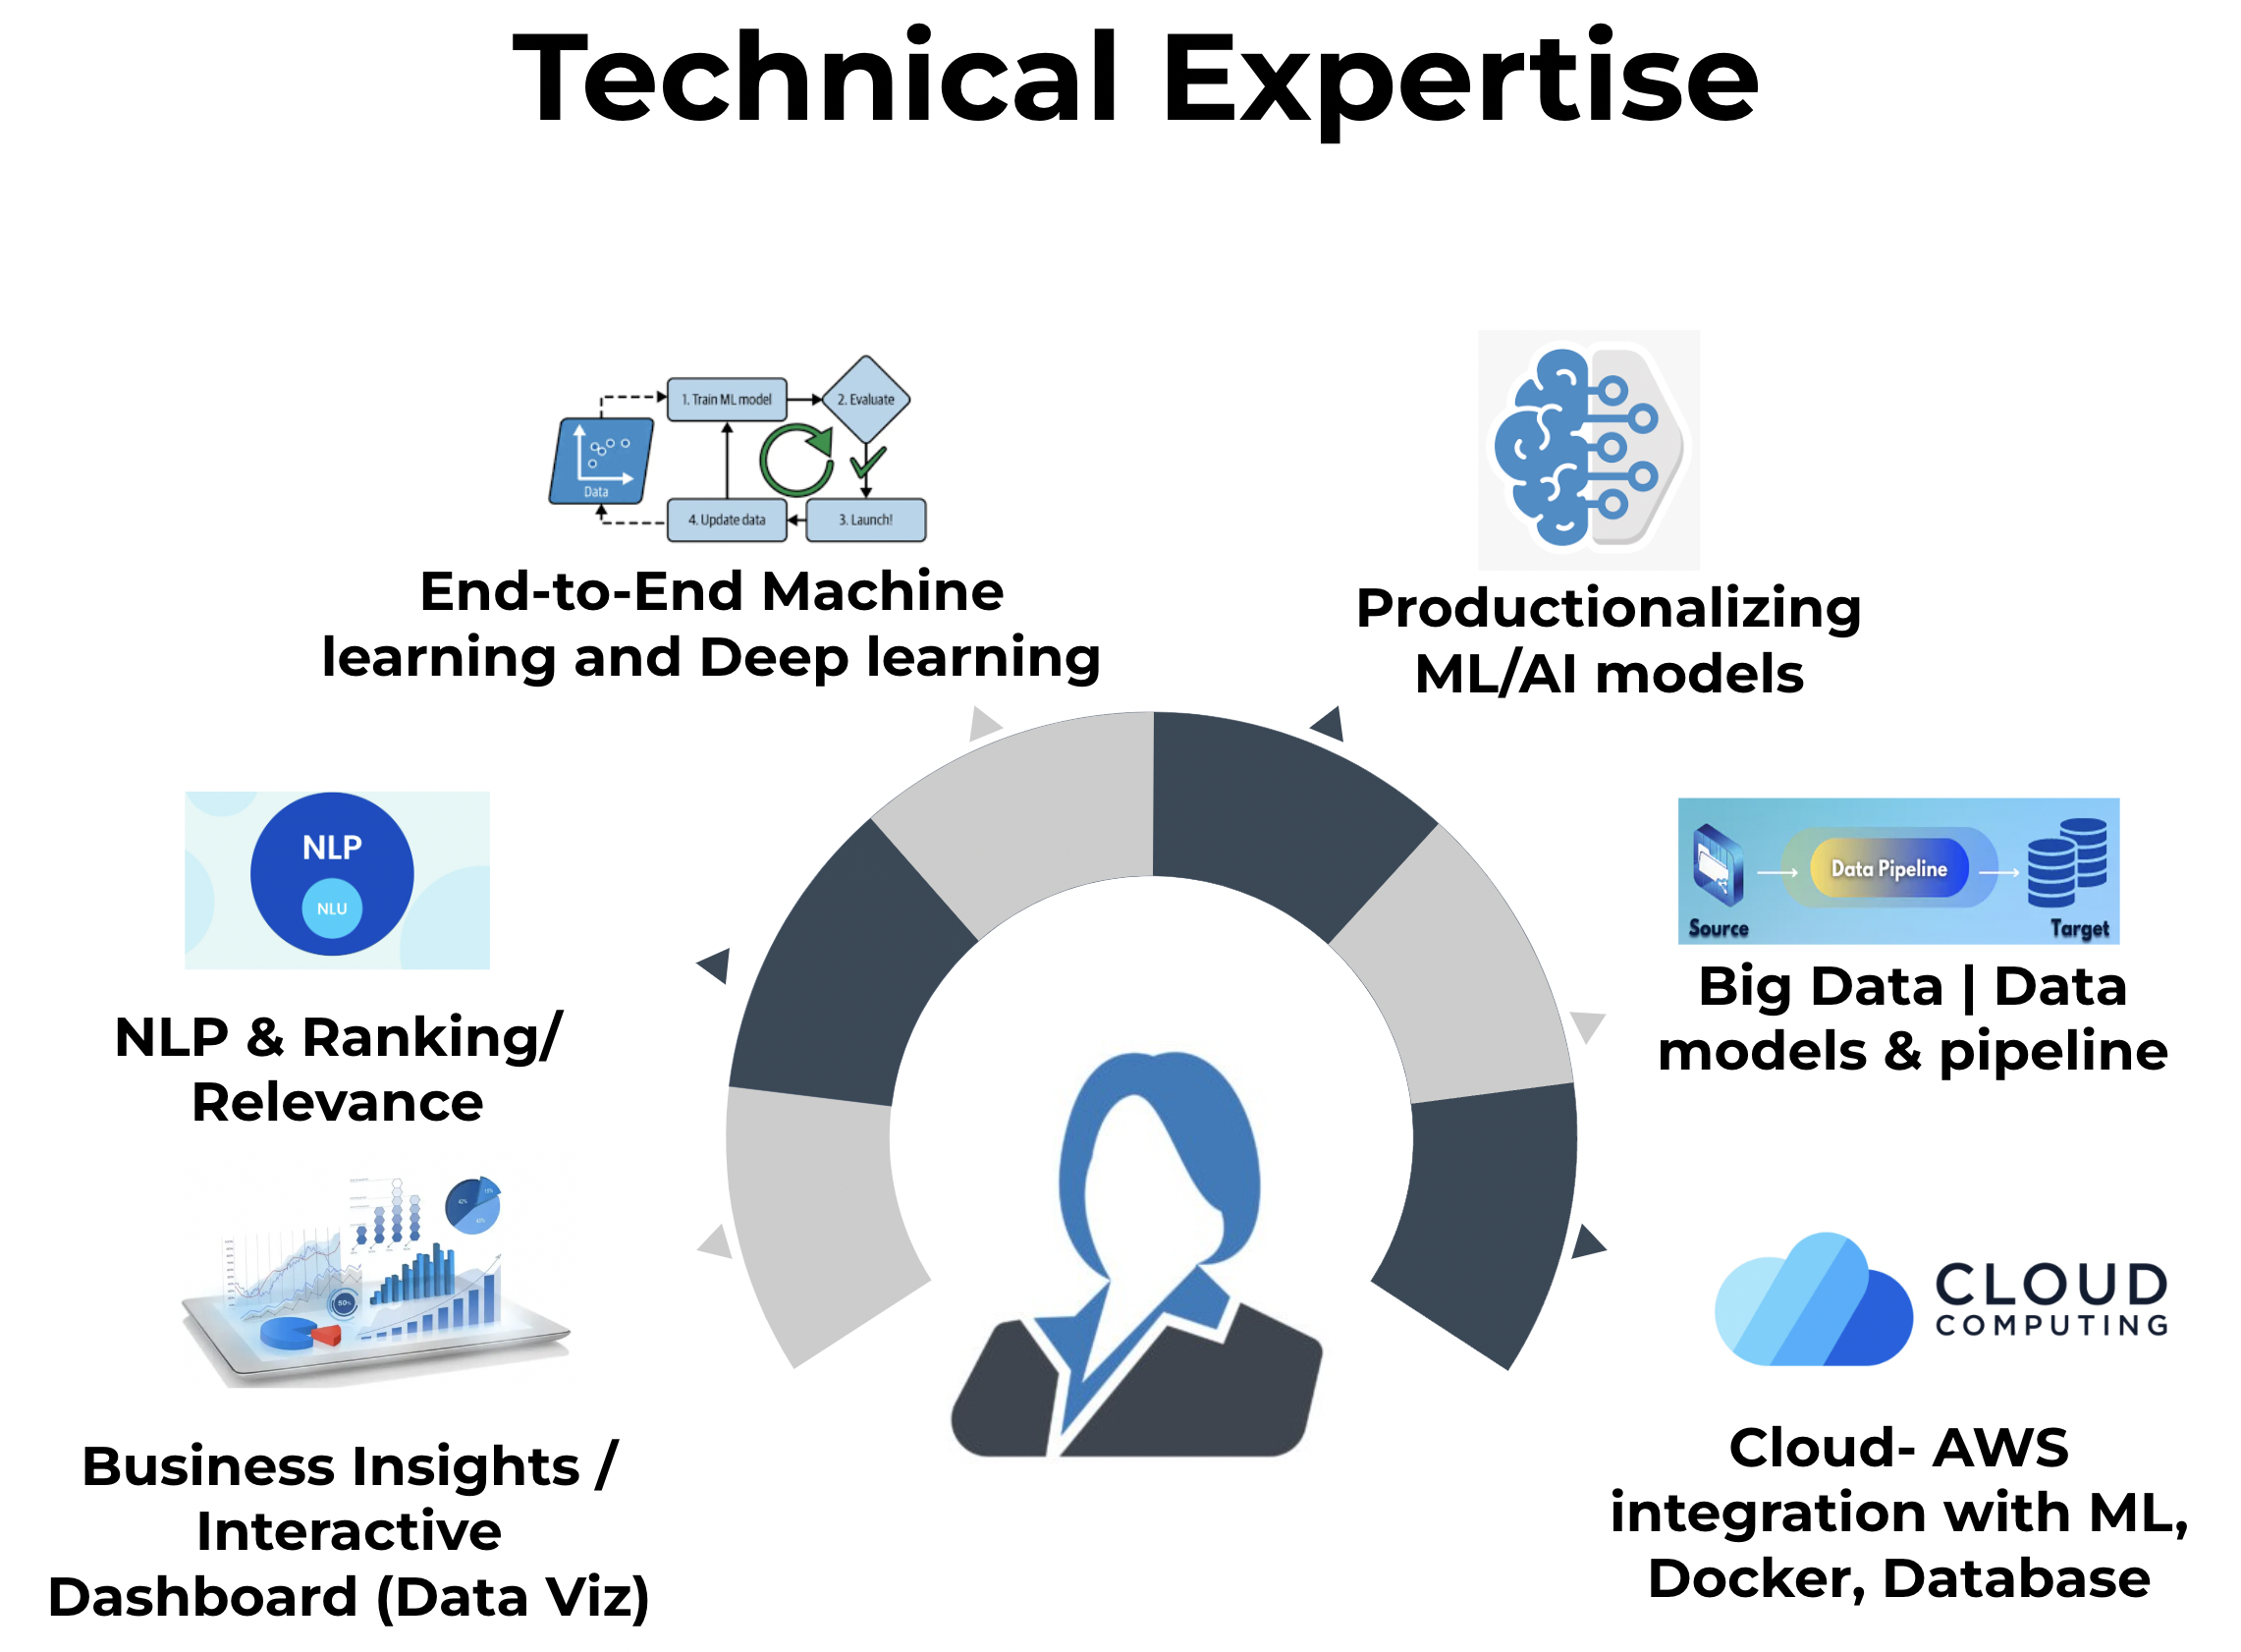 Technical Expertise
1. Train ML model
2. Evaluate
Data
4. Update data
3. Launch!
End-to-End Machine
learning and Deep learning
Productionalizing
ML/AI models
NLP
NLU
NLP & Ranking/
Relevance
Data Pipeline
Source
Target
Big Data | Data
models & pipeline
50%
Business Insights /
Interactive
Dashboard (Data Viz)
CLOUD
COMPUTING
Cloud- AWS
integration with ML,
Docker, Database